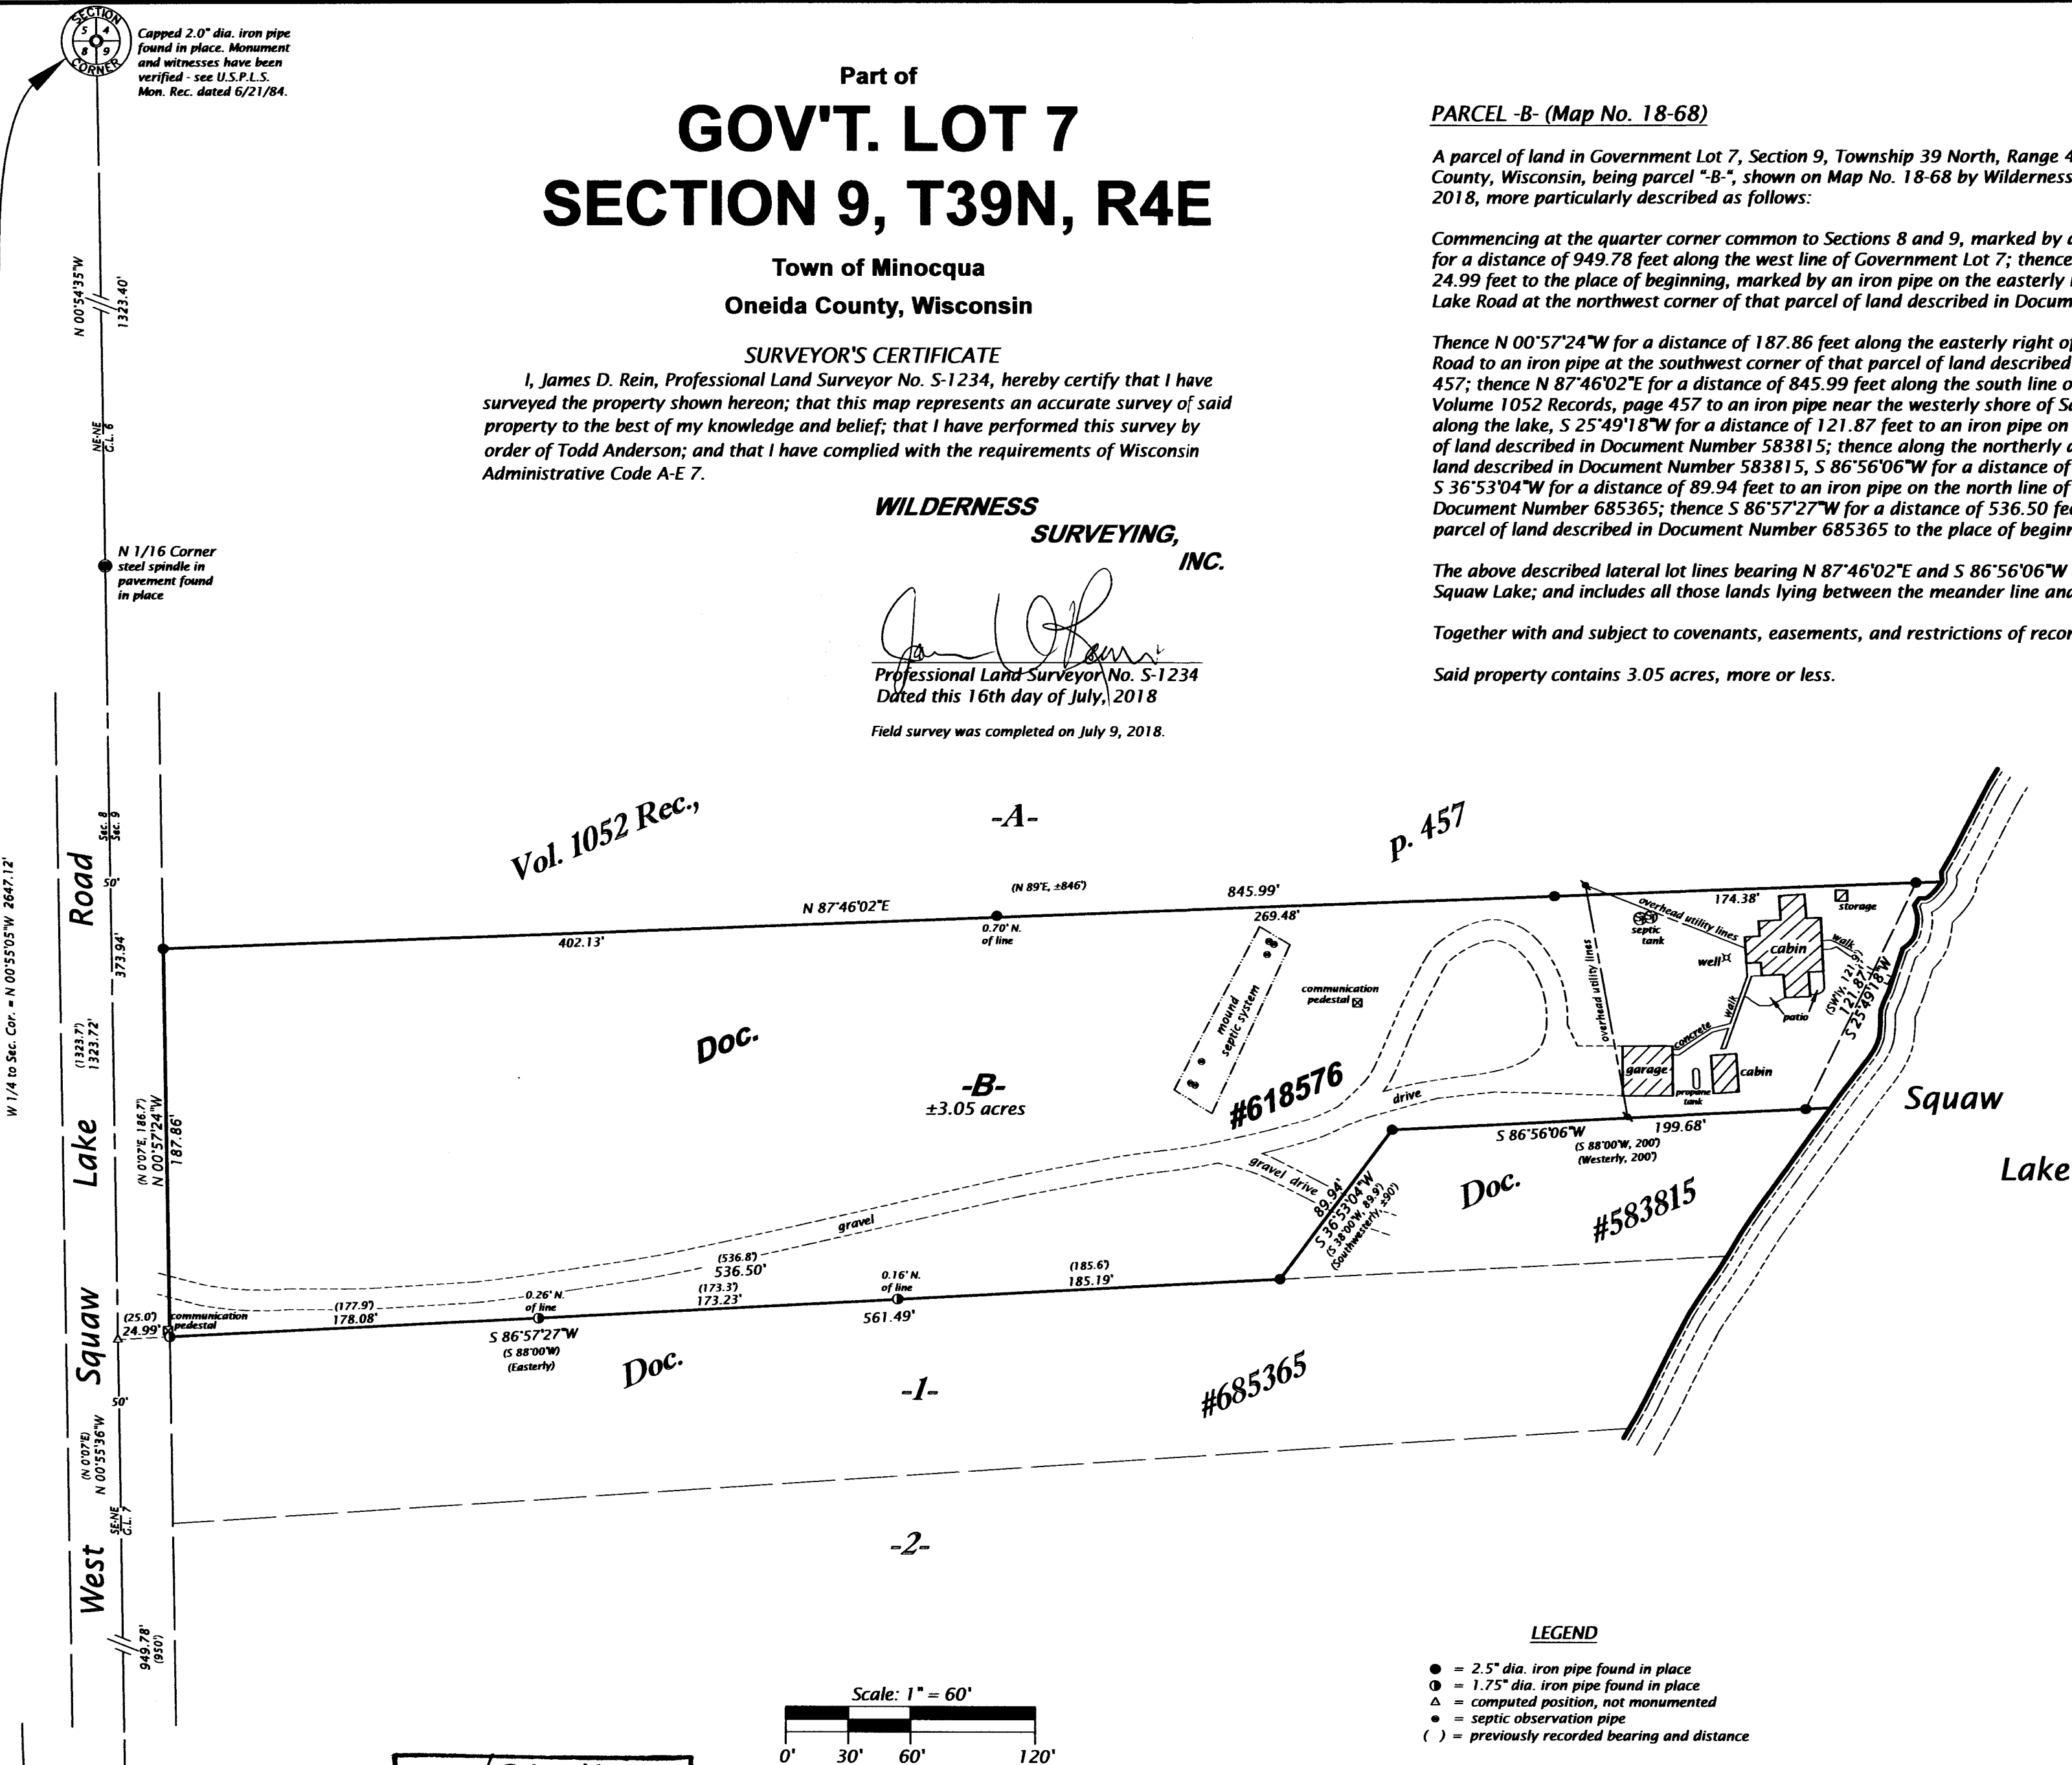 SECTION
5 4
8 9
CORNER
Capped 2.0" dia. iron pipe
found in place. Monument
and witnesses have been
verified - see U.S.P.L.S.
Mon. Rec. dated 6/21/84.
Part of
GOV'T. LOT 7
SECTION 9, T39N, R4E
Town of Minocqua
Oneida County, Wisconsin
SURVEYOR'S CERTIFICATE
I, James D. Rein, Professional Land Surveyor No. S-1234, hereby certify that I have
surveyed the property shown hereon; that this map represents an accurate survey of said
property to the best of my knowledge and belief; that I have performed this survey by
order of Todd Anderson; and that I have complied with the requirements of Wisconsin
Administrative Code A-E 7.
WILDERNESS
SURVEYING,
INC.
Professional Land Surveyor No. S-1234
Dated this 16th day of July, 2018
Field survey was completed on July 9, 2018.
PARCEL -B- (Map No. 18-68)
A parcel of land in Government Lot 7, Section 9, Township 39 North, Range 4
County, Wisconsin, being parcel "-B-", shown on Map No. 18-68 by Wilderness
2018, more particularly described as follows:
Commencing at the quarter corner common to Sections 8 and 9, marked by
for a distance of 949.78 feet along the west line of Government Lot 7; thence
24.99 feet to the place of beginning, marked by an iron pipe on the easterly
Lake Road at the northwest corner of that parcel of land described in Docum
Thence N 00°57'24"W for a distance of 187.86 feet along the easterly right of
Road to an iron pipe at the southwest corner of that parcel of land described
457; thence N 87°46'02"E for a distance of 845.99 feet along the south line o
Volume 1052 Records, page 457 to an iron pipe near the westerly shore of S
along the lake, S 25°49'18"W for a distance of 121.87 feet to an iron pipe on
of land described in Document Number 583815; thence along the northerly
land described in Document Number 583815, S 86°56'06"W for a distance of
S 36°53'04"W for a distance of 89.94 feet to an iron pipe on the north line of
Document Number 685365; thence S 86°57'27"W for a distance of 536.50 fe
parcel of land described in Document Number 685365 to the place of beginn
The above described lateral lot lines bearing N 87°46'02"E and S 86°56'06"W
Squaw Lake; and includes all those lands lying between the meander line an
Together with and subject to covenants, easements, and restrictions of recor
Said property contains 3.05 acres, more or less.
N 00°54'35"W
1323.40'
NE-NE
G.L. 6
N 1/16 Corner
steel spindle in
pavement found
in place
W 1/4 to Sec. Cor. = N 00°55'05"W 2647.12'
West Squaw Lake Road
Sec. 8
Sec. 9
50'
373.94'
(1323.7')
1323.72'
(N 0°07'E, 186.7')
N 00°57'24"W
187.86'
(25.0')
24.99'
50'
(N 0°07'E)
N 00°55'36"W
SE-NE
G.L. 7
949.78'
(950')
Vol. 1052 Rec.,
-A-
p. 457
N 87°46'02"E
(N 89°E, ±846')
845.99'
402.13'
0.70' N.
of line
269.48'
174.38'
overhead utility lines
septic
tank
storage
cabin
walk
well
overhead utility lines
patio
(SW'ly, 121.9')
121.87'
S 25°49'18"W
concrete
walk
garage
propane
tank
cabin
mound
septic system
communication
pedestal
Doc.
-B-
±3.05 acres
#618576
drive
S 86°56'06"W
199.68'
(S 88°00'W, 200')
(Westerly, 200')
Squaw
Lake
gravel drive
89.94'
S 36°53'04"W
(S 38°00'W, 89.9')
(Southwesterly, ±90')
Doc.
#583815
gravel
(536.8')
536.50'
(177.9')
178.08'
communication
pedestal
0.26' N.
of line
(173.3')
173.23'
0.16' N.
of line
(185.6')
185.19'
S 86°57'27"W
(S 88°00'W)
(Easterly)
561.49'
Doc.
-1-
#685365
-2-
Scale: 1" = 60'
0' 30' 60' 120'
LEGEND
● = 2.5" dia. iron pipe found in place
◑ = 1.75" dia. iron pipe found in place
△ = computed position, not monumented
● = septic observation pipe
( ) = previously recorded bearing and distance